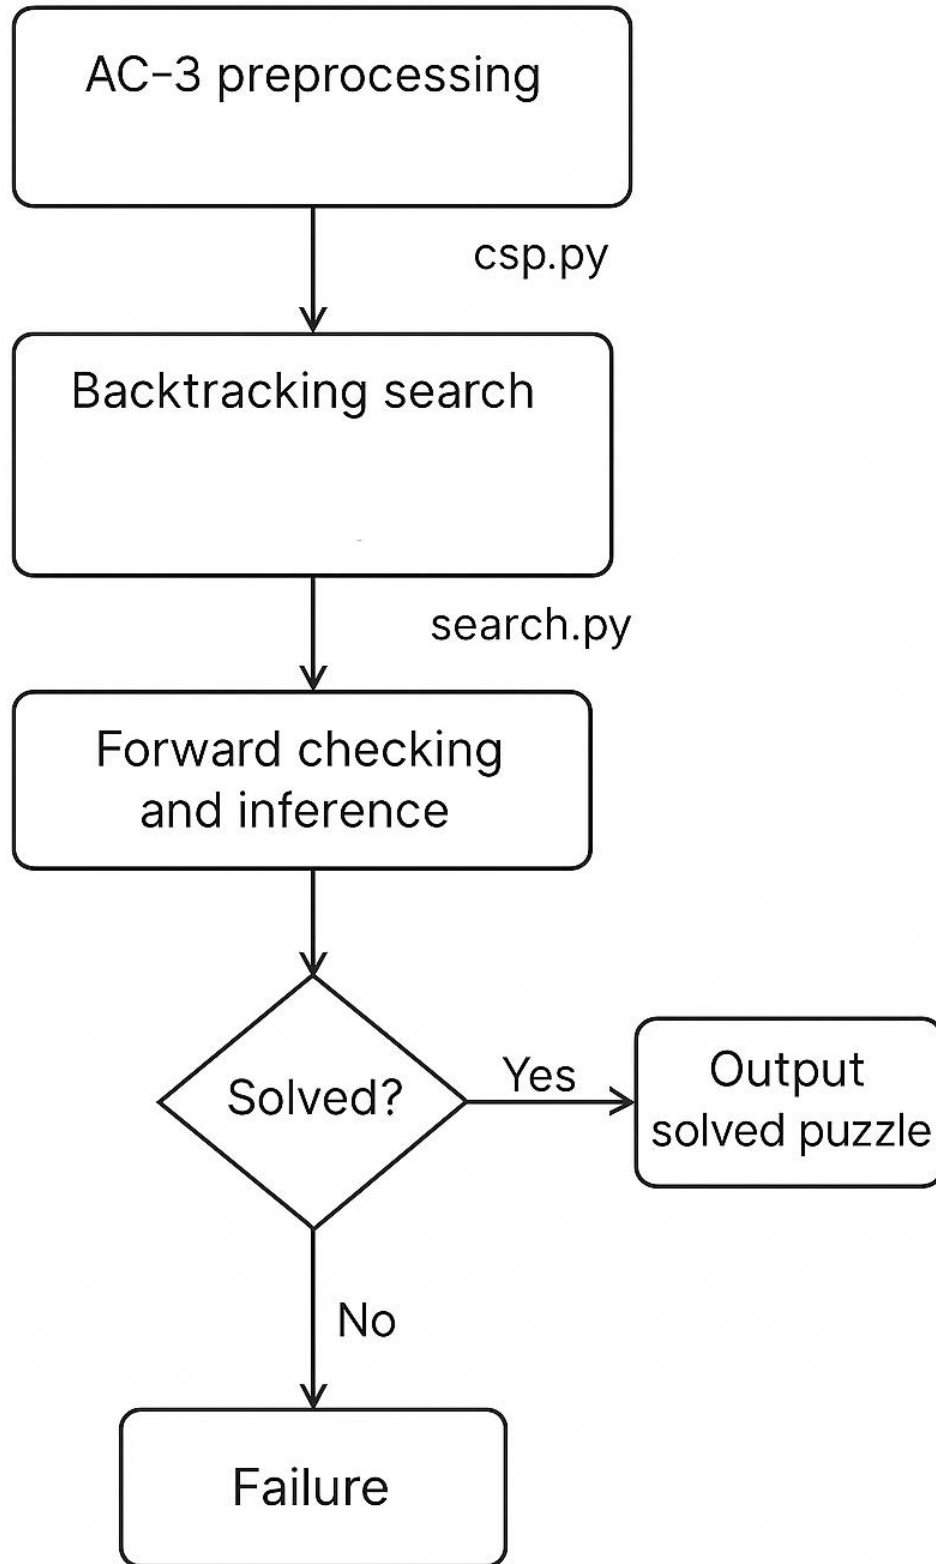 AC-3 preprocessing
csp.py
Backtracking search
search.py
Forward checking
and inference
Solved?
Yes
Output
solved puzzle
No
Failure